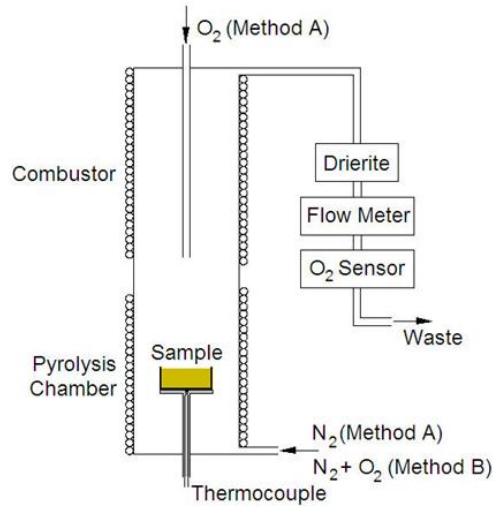 O2 (Method A)
Combustor
Drierite
Flow Meter
O2 Sensor
Waste
Pyrolysis
Chamber
Sample
N2 (Method A)
N2 + O2 (Method B)
Thermocouple